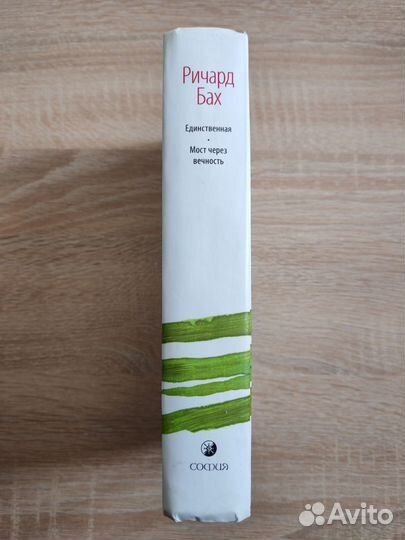 Ричард
Бах
Единственная
•
Мост через
вечность
СОФИЯ
Avito